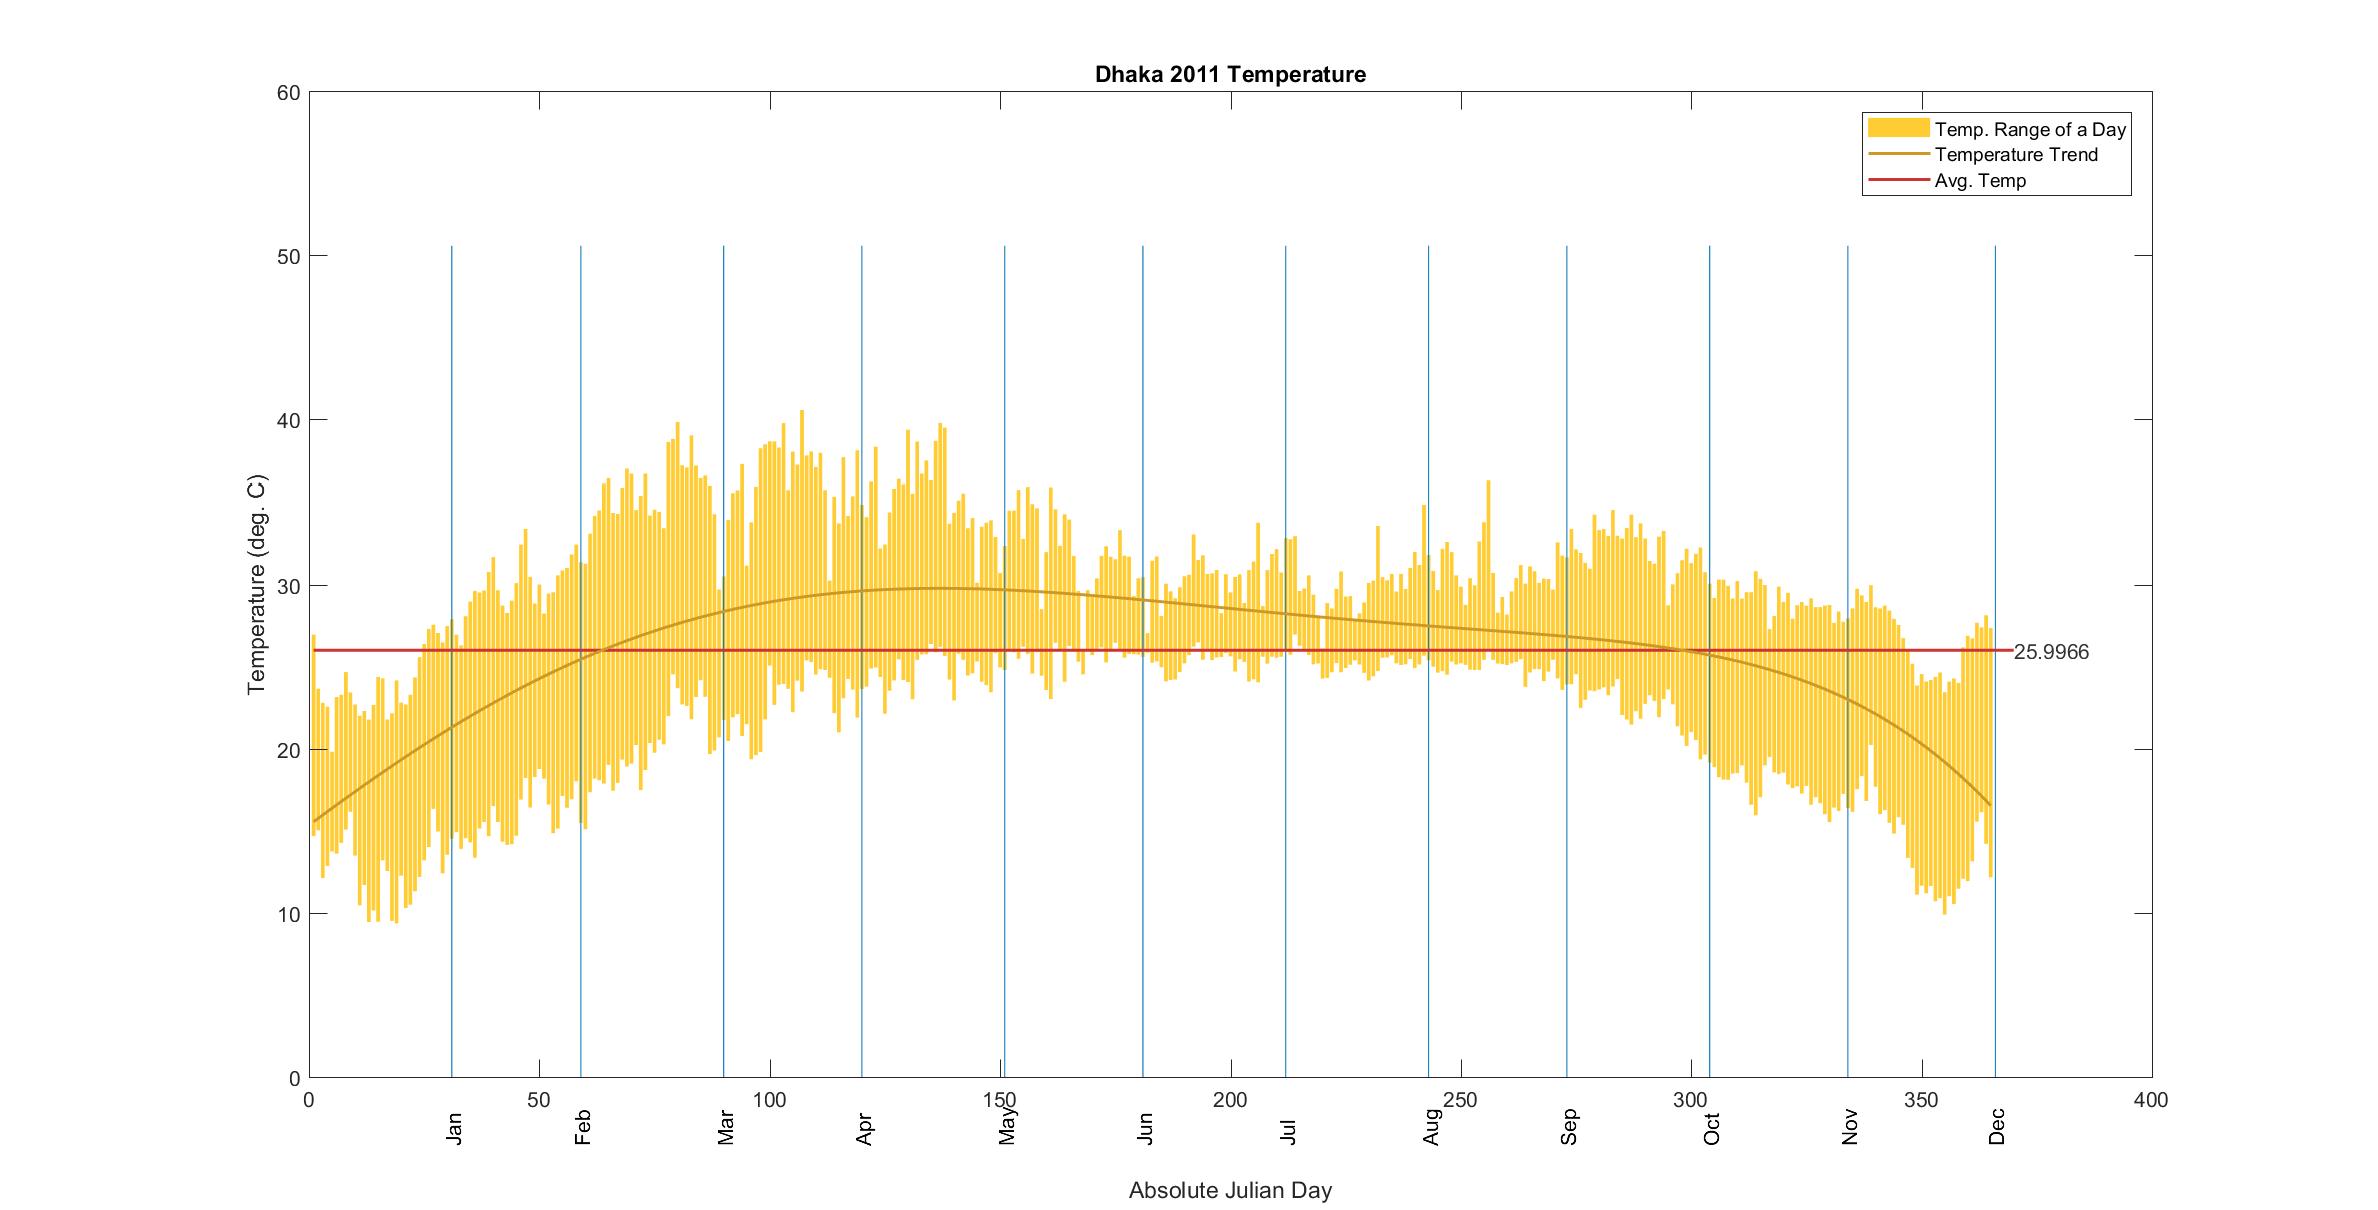 Dhaka 2011 Temperature
Temp. Range of a Day
Temperature Trend
Avg. Temp
60
50
40
30
20
10
0
Temperature (deg. C)
25.9966
0 50 100 150 200 250 300 350 400
Jan Feb Mar Apr May Jun Jul Aug Sep Oct Nov Dec
Absolute Julian Day